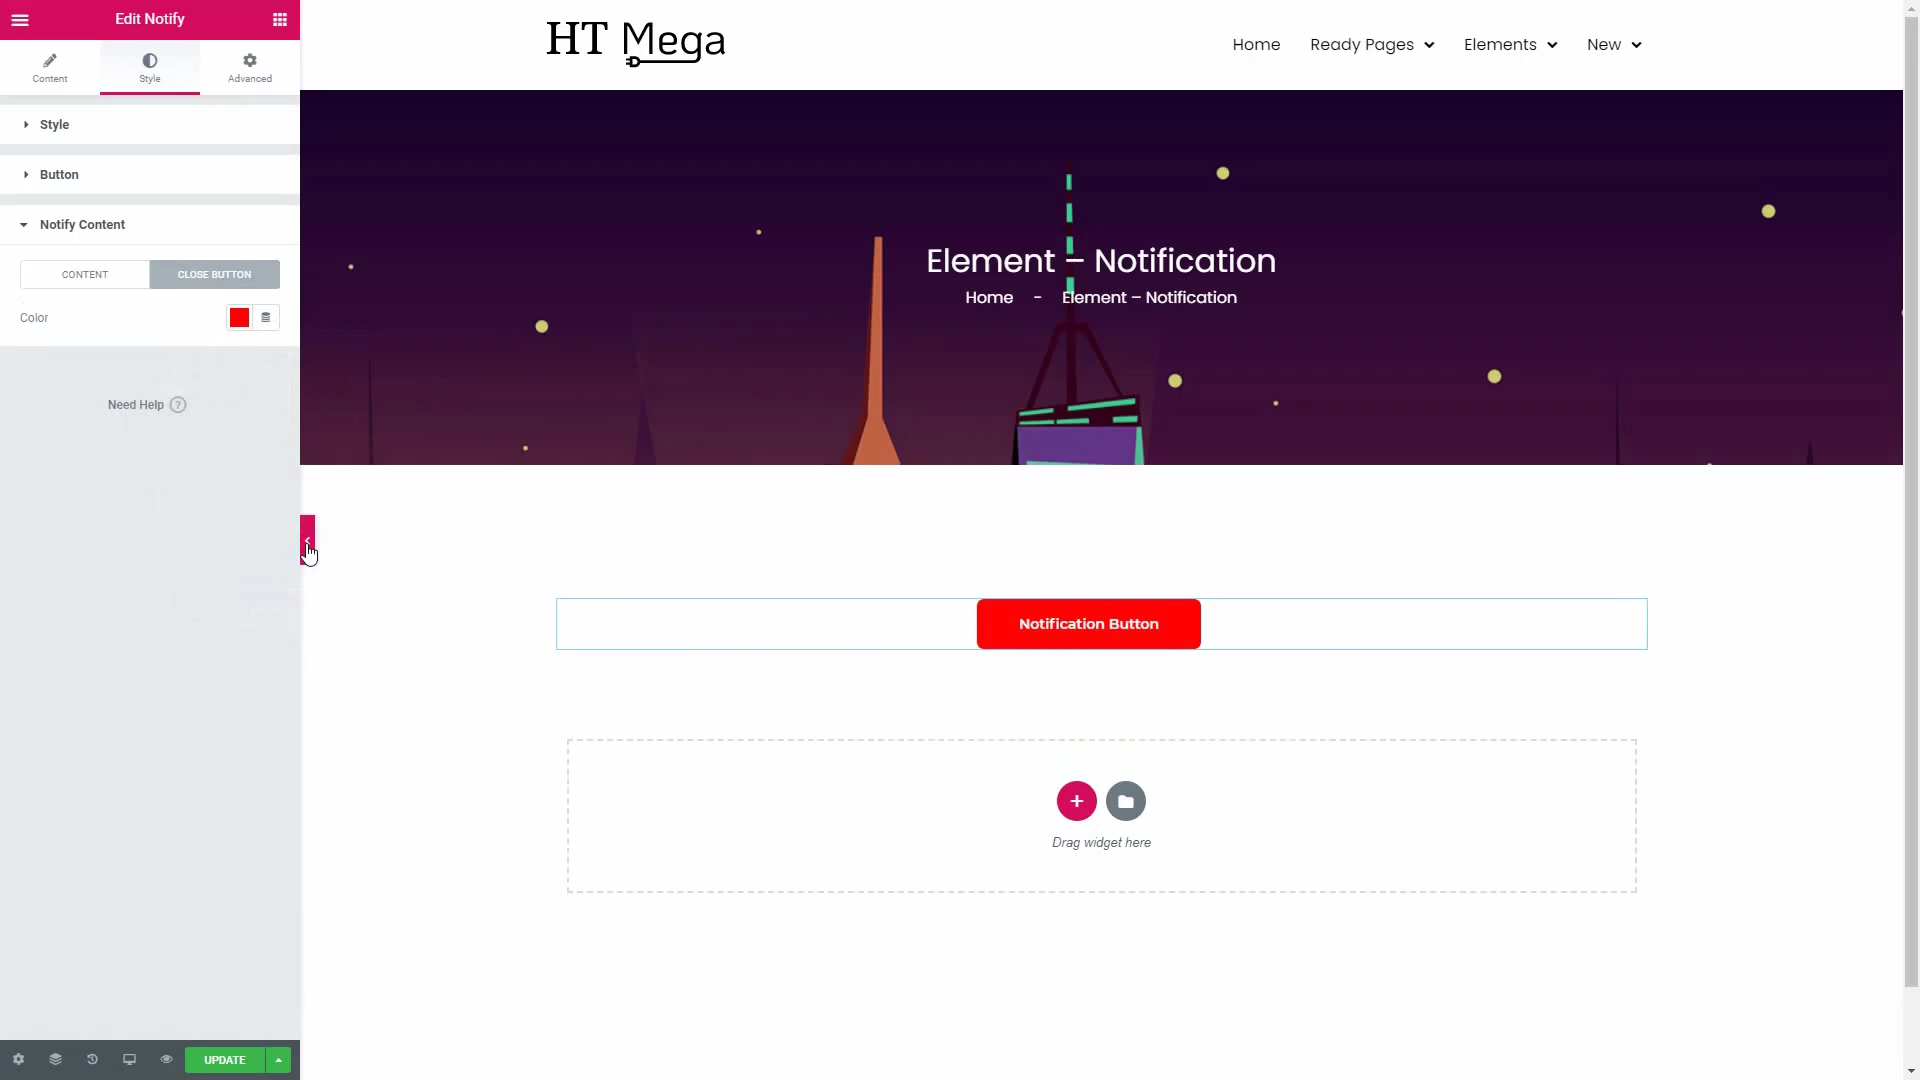 Edit Notify
Content
Style
Advanced
Style
Button
Notify Content
CONTENT
CLOSE BUTTON
Color
Need Help ?
UPDATE
HT Mega
Home
Ready Pages
Elements
New
Element – Notification
Home - Element – Notification
Notification Button
Drag widget here